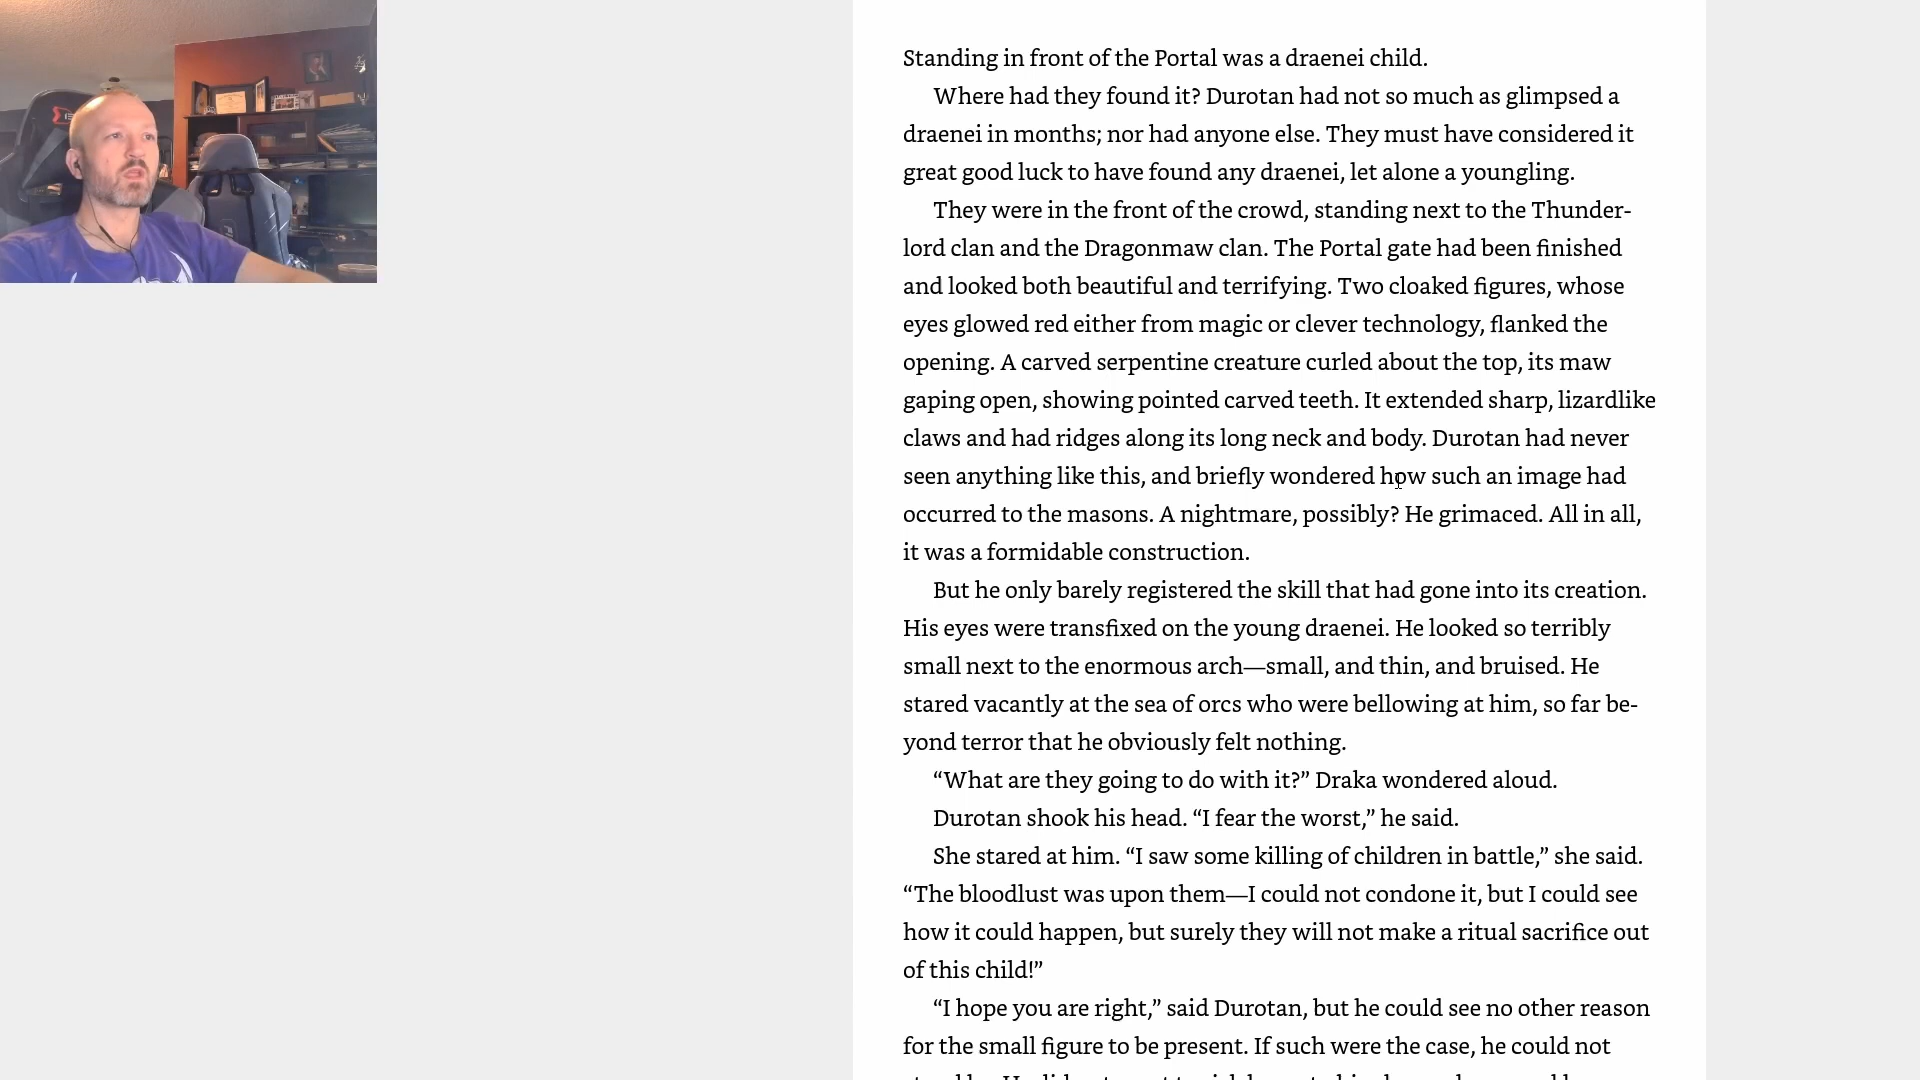 Standing in front of the Portal was a draenei child.
Where had they found it? Durotan had not so much as glimpsed a
draenei in months; nor had anyone else. They must have considered it
great good luck to have found any draenei, let alone a youngling.
They were in the front of the crowd, standing next to the Thunder-
lord clan and the Dragonmaw clan. The Portal gate had been finished
and looked both beautiful and terrifying. Two cloaked figures, whose
eyes glowed red either from magic or clever technology, flanked the
opening. A carved serpentine creature curled about the top, its maw
gaping open, showing pointed carved teeth. It extended sharp, lizardlike
claws and had ridges along its long neck and body. Durotan had never
seen anything like this, and briefly wondered how such an image had
occurred to the masons. A nightmare, possibly? He grimaced. All in all,
it was a formidable construction.
But he only barely registered the skill that had gone into its creation.
His eyes were transfixed on the young draenei. He looked so terribly
small next to the enormous arch—small, and thin, and bruised. He
stared vacantly at the sea of orcs who were bellowing at him, so far be-
yond terror that he obviously felt nothing.
“What are they going to do with it?” Draka wondered aloud.
Durotan shook his head. “I fear the worst,” he said.
She stared at him. “I saw some killing of children in battle,” she said.
“The bloodlust was upon them—I could not condone it, but I could see
how it could happen, but surely they will not make a ritual sacrifice out
of this child!”
“I hope you are right,” said Durotan, but he could see no other reason
for the small figure to be present. If such were the case, he could not